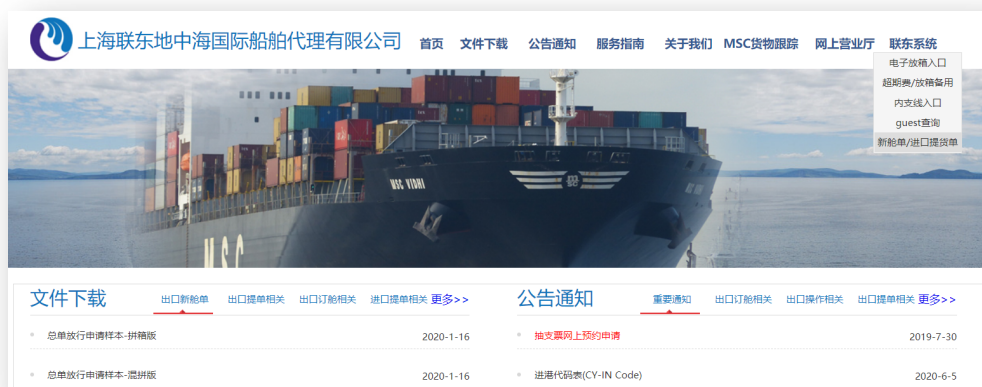 上海联东地中海国际船舶代理有限公司
首页 文件下载 公告通知 服务指南 关于我们 MSC货物跟踪 网上营业厅 联东系统
电子放箱入口
超期费/放箱备用
内支线入口
guest查询
新舱单/进口提货单
MSC VIDHI
MSC
文件下载 出口新舱单 出口提单相关 出口订舱相关 进口提单相关 更多>>
总单放行申请样本-拼箱版 2020-1-16
总单放行申请样本-混拼版 2020-1-16
公告通知 重要通知 出口订舱相关 出口操作相关 出口提单相关 更多>>
抽支票网上预约申请 2019-7-30
进港代码表(CY-IN Code) 2020-6-5